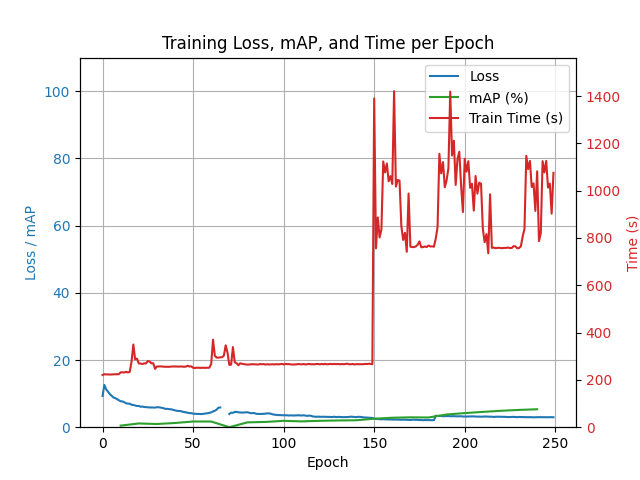 Training Loss, mAP, and Time per Epoch
Loss
mAP (%)
Train Time (s)
100
80
60
40
20
0
Loss / mAP
1400
1200
1000
800
600
400
200
0
Time (s)
0
50
100
150
200
250
Epoch